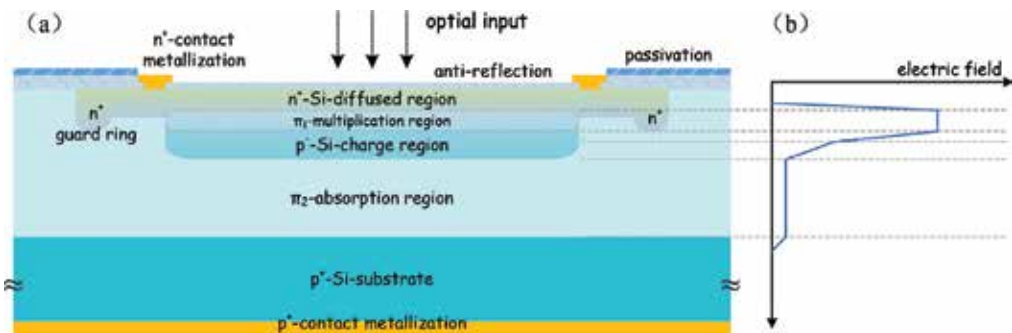 (a)
optial input
(b)
n⁺-contact
metallization
anti-reflection
passivation
electric field
n⁺-Si-diffused region
n⁺
n⁺
π₁-multiplication region
guard ring
p⁻-Si-charge region
π₂-absorption region
p⁺-Si-substrate
p⁺-contact metallization